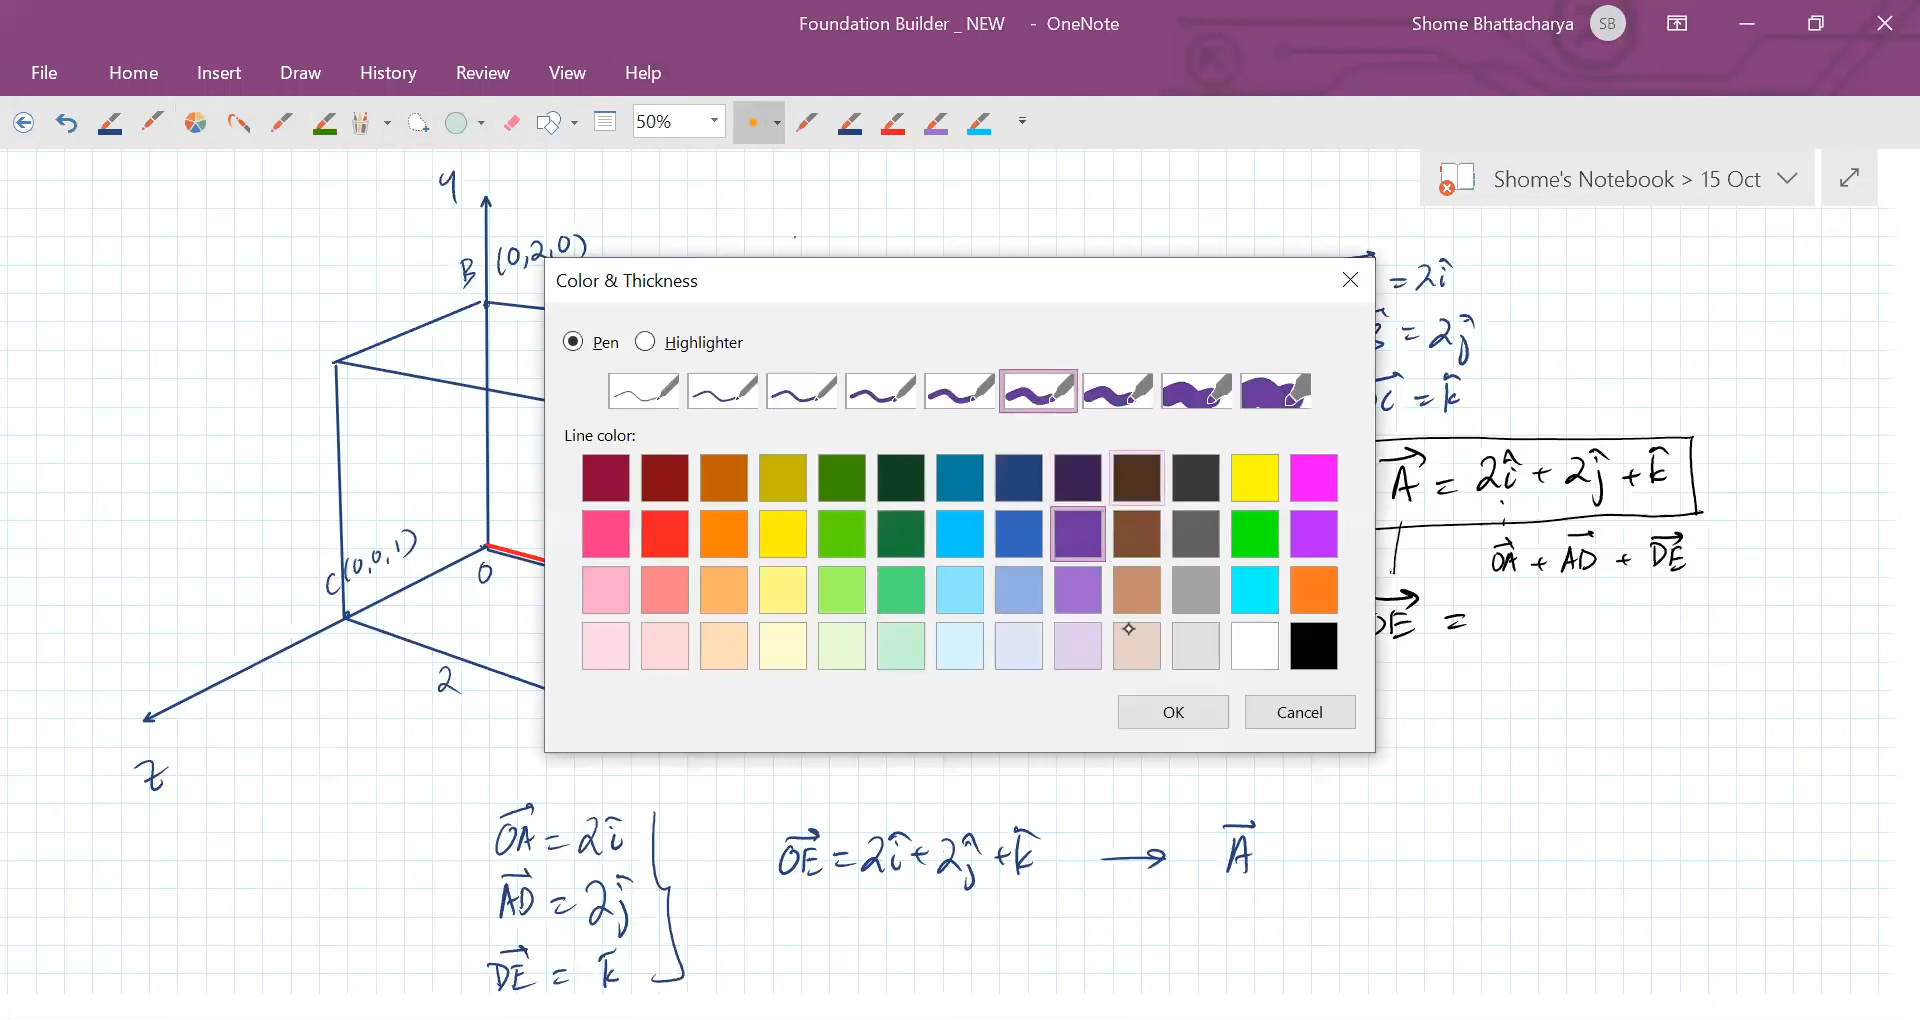 Foundation Builder _ NEW - OneNote
Shome Bhattacharya SB
File Home Insert Draw History Review View Help
50%
Shome's Notebook > 15 Oct
y
B (0,2,0)
= 2î
= 2ĵ
C⃗ = k̂
A⃗ = 2î + 2ĵ + k̂
OA⃗ + AD⃗ + DE⃗
DE⃗ =
C (0,0,1)
O
2
z
Color & Thickness
Pen Highlighter
Line color:
OK Cancel
OA⃗ = 2î
AD⃗ = 2ĵ
DE⃗ = k̂
OE⃗ = 2î + 2ĵ + k̂ → A⃗